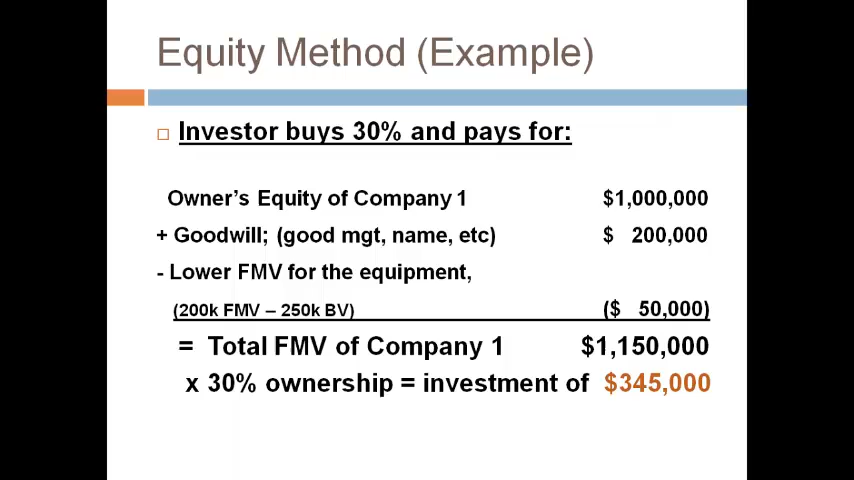 Equity Method (Example)
Investor buys 30% and pays for:
Owner's Equity of Company 1 $1,000,000
+ Goodwill; (good mgt, name, etc) $ 200,000
- Lower FMV for the equipment,
(200k FMV – 250k BV) ($ 50,000)
= Total FMV of Company 1 $1,150,000
x 30% ownership = investment of $345,000